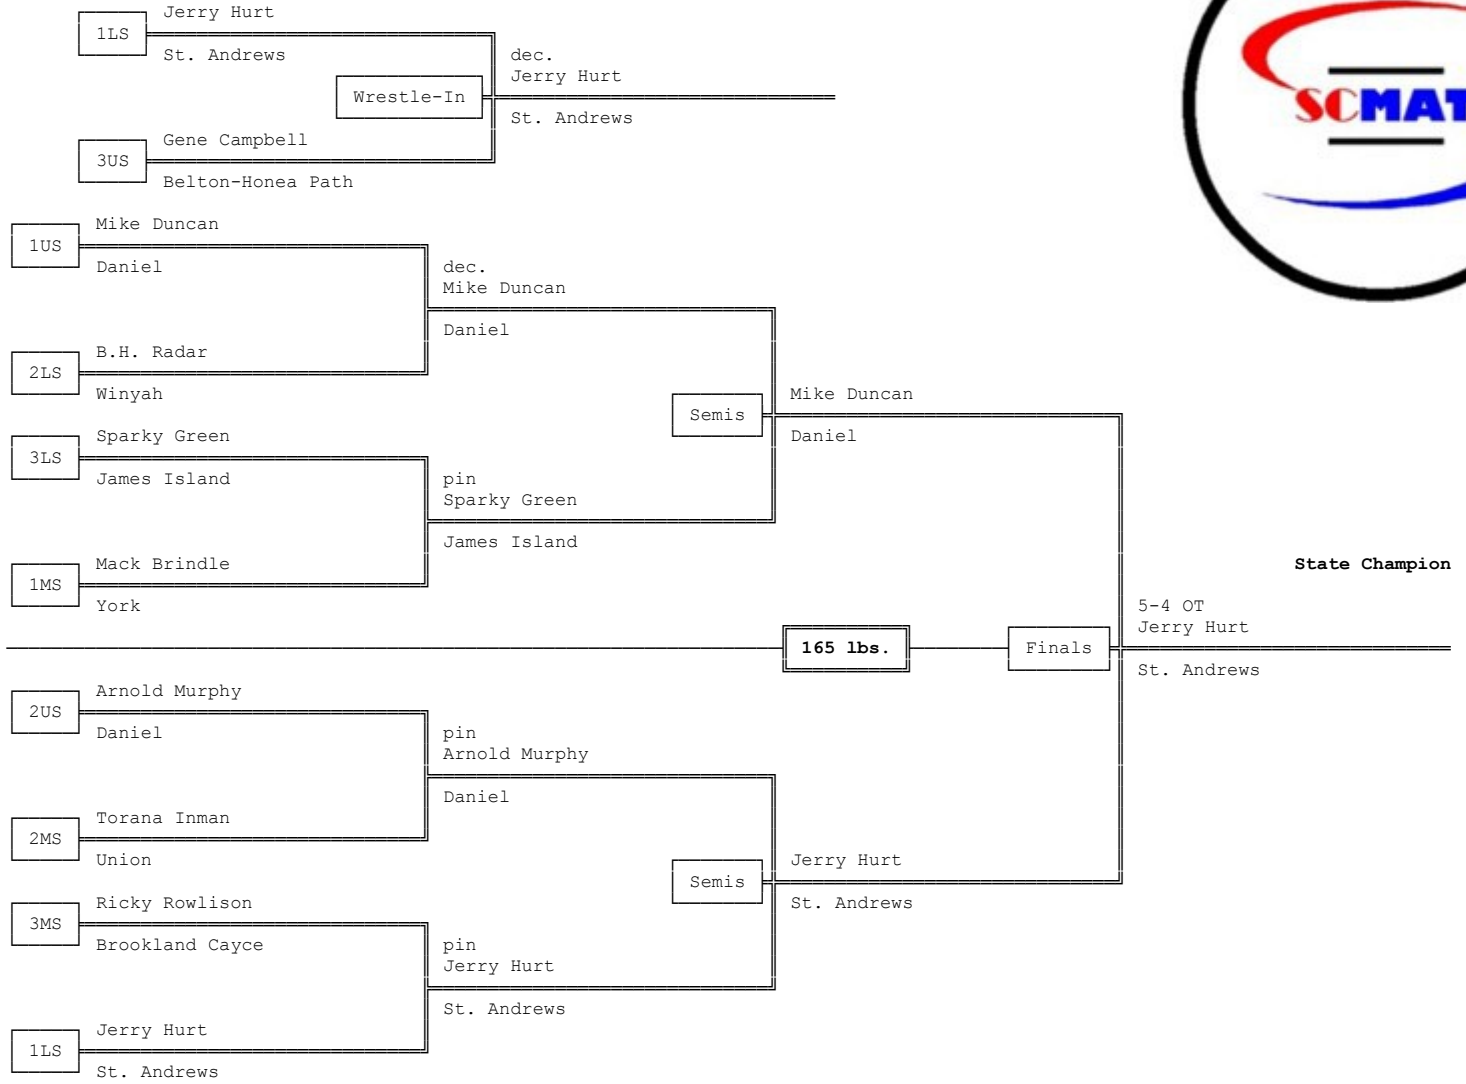 Jerry Hurt
1LS
St. Andrews
dec.
Jerry Hurt
Wrestle-In
St. Andrews
Gene Campbell
3US
Belton-Honea Path
SCMAT
Mike Duncan
1US
Daniel
dec.
Mike Duncan
Daniel
B.H. Radar
2LS
Winyah
Mike Duncan
Semis
Daniel
Sparky Green
3LS
James Island
pin
Sparky Green
James Island
Mack Brindle
1MS
York
State Champion
5-4 OT
Jerry Hurt
165 lbs.
Finals
St. Andrews
Arnold Murphy
2US
Daniel
pin
Arnold Murphy
Daniel
Torana Inman
2MS
Union
Jerry Hurt
Semis
St. Andrews
Ricky Rowlison
3MS
Brookland Cayce
pin
Jerry Hurt
St. Andrews
Jerry Hurt
1LS
St. Andrews